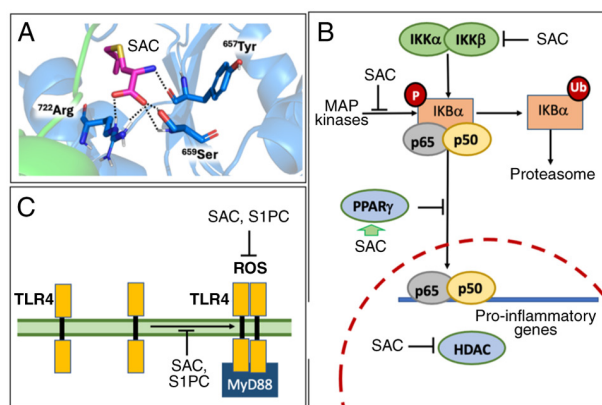 A
SAC
657Tyr
722Arg
659Ser
B
IKKα IKKβ
SAC
SAC
MAP
kinases
P
IKBα
p65 p50
Ub
IKBα
Proteasome
PPARγ
SAC
p65 p50
Pro-inflammatory
genes
SAC
HDAC
C
SAC, S1PC
ROS
TLR4
TLR4
SAC,
S1PC
MyD88